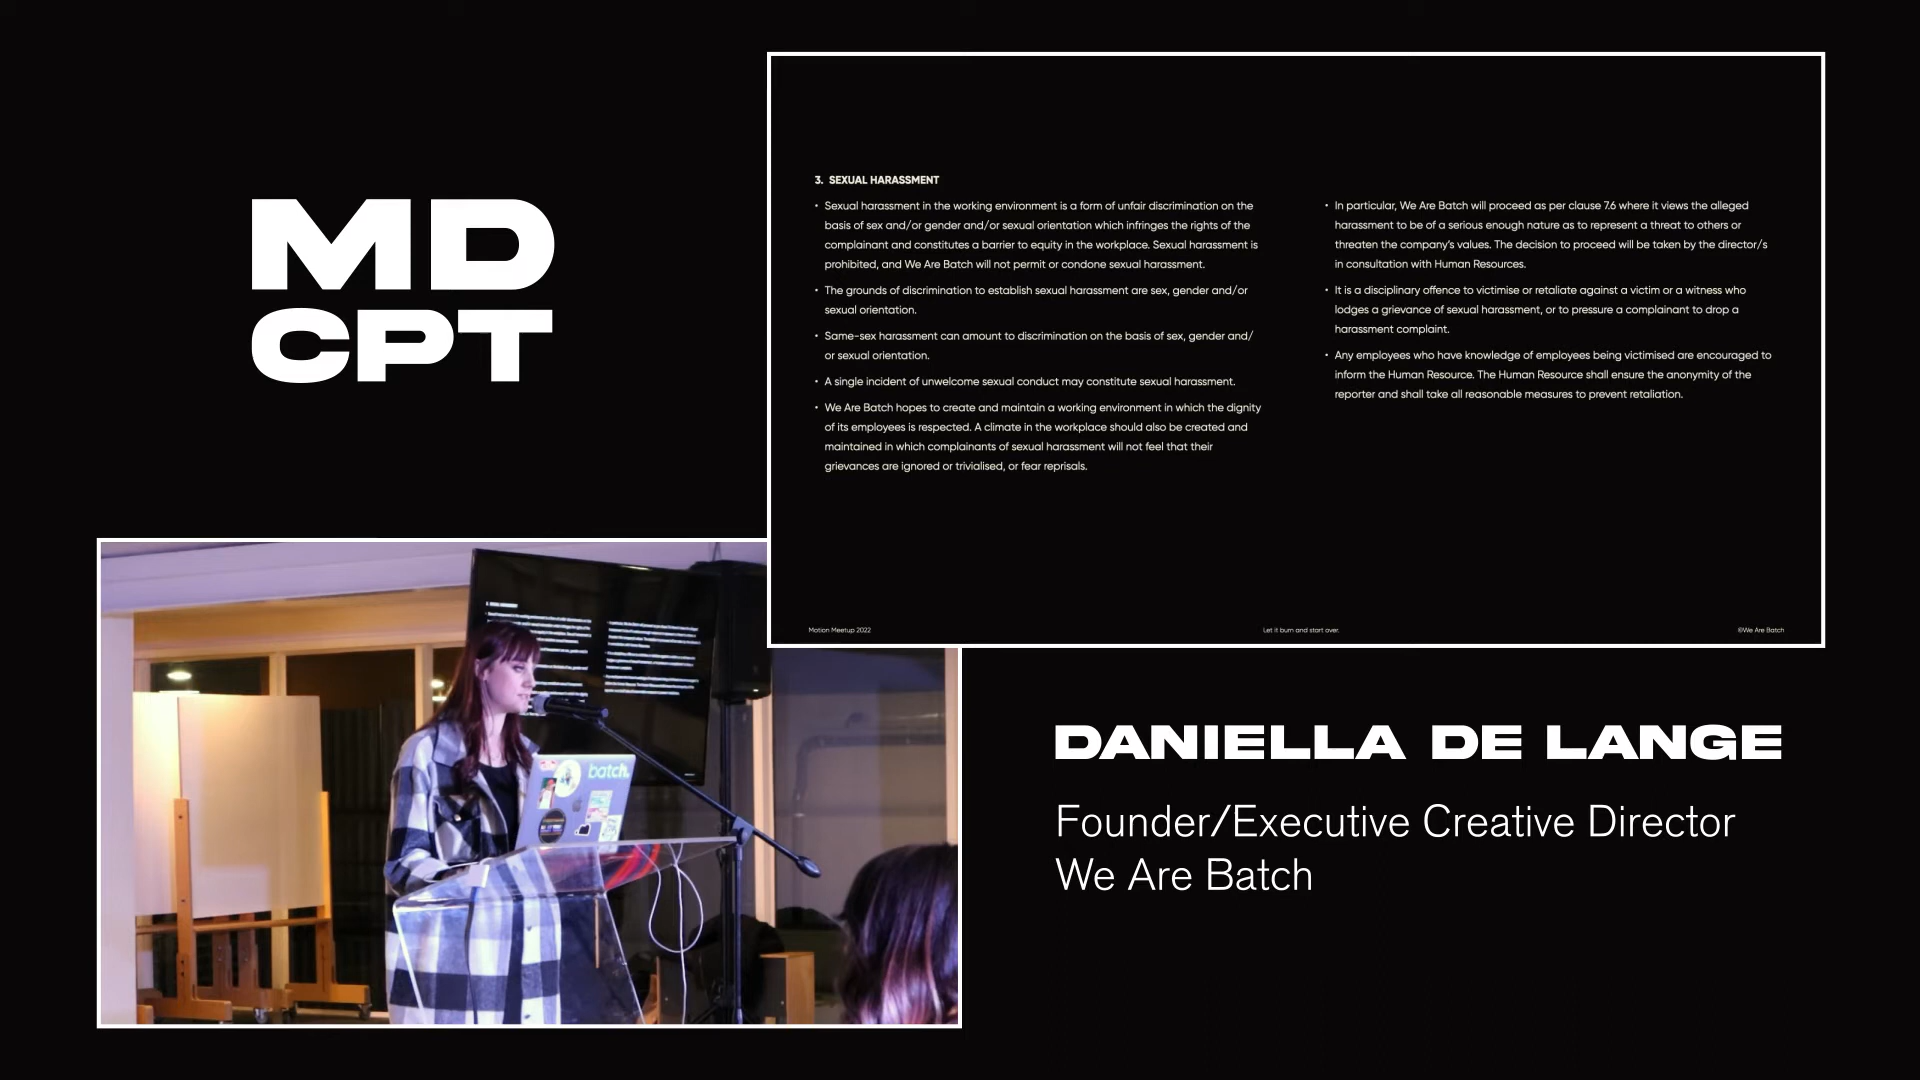 MD
CPT
3. SEXUAL HARASSMENT
• Sexual harassment in the working environment is a form of unfair discrimination on the
basis of sex and/or gender and/or sexual orientation which infringes the rights of the
complainant and constitutes a barrier to equity in the workplace. Sexual harassment is
prohibited, and We Are Batch will not permit or condone sexual harassment.
• The grounds of discrimination to establish sexual harassment are sex, gender and/or
sexual orientation.
• Same-sex harassment can amount to discrimination on the basis of sex, gender and/
or sexual orientation.
• A single incident of unwelcome sexual conduct may constitute sexual harassment.
• We Are Batch hopes to create and maintain a working environment in which the dignity
of its employees is respected. A climate in the workplace should also be created and
maintained in which complainants of sexual harassment will not feel that their
grievances are ignored or trivialised, or fear reprisals.
• In particular, We Are Batch will proceed as per clause 7.6 where it views the alleged
harassment to be of a serious enough nature as to represent a threat to others or
threaten the company's values. The decision to proceed will be taken by the director/s
in consultation with Human Resources.
• It is a disciplinary offence to victimise or retaliate against a victim or a witness who
lodges a grievance of sexual harassment, or to pressure a complainant to drop a
harassment complaint.
• Any employees who have knowledge of employees being victimised are encouraged to
inform the Human Resource. The Human Resource shall ensure the anonymity of the
reporter and shall take all reasonable measures to prevent retaliation.
Motion Meetup 2022
Let it burn and start over.
©We Are Batch
batch.
DANIELLA DE LANGE
Founder/Executive Creative Director
We Are Batch